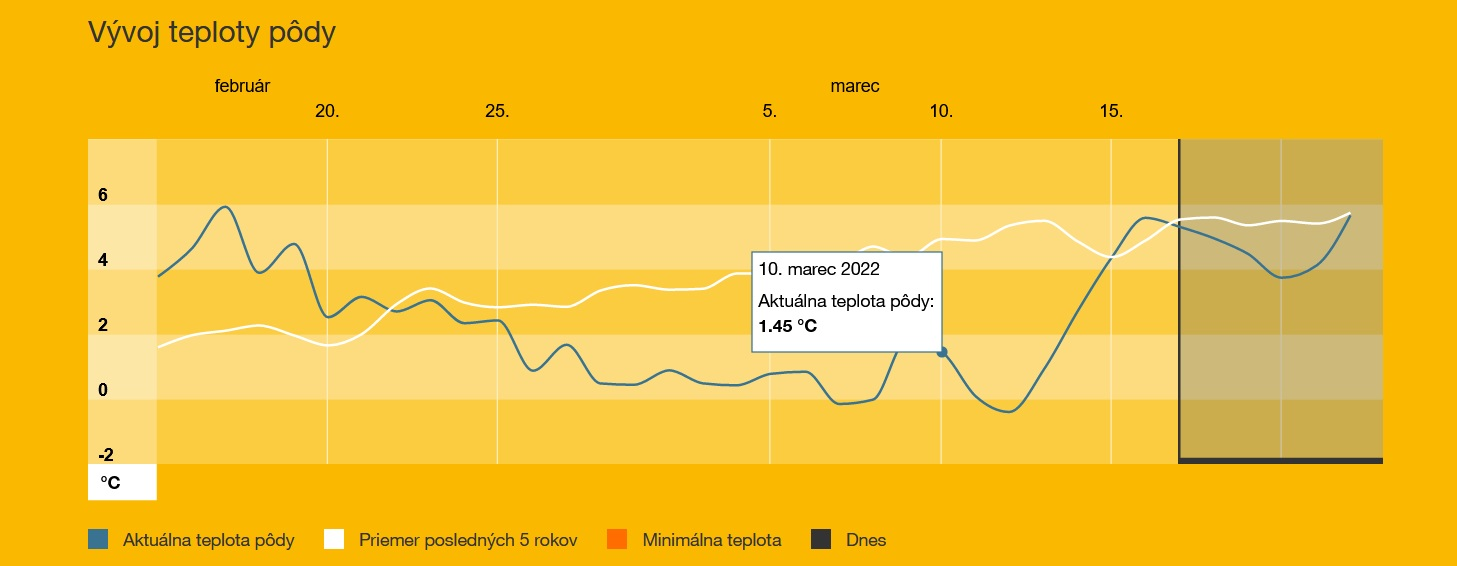 Vývoj teploty pôdy
február
marec
20.
25.
5.
10.
15.
6
4
2
0
-2
°C
10. marec 2022
Aktuálna teplota pôdy:
1.45 °C
Aktuálna teplota pôdy
Priemer posledných 5 rokov
Minimálna teplota
Dnes